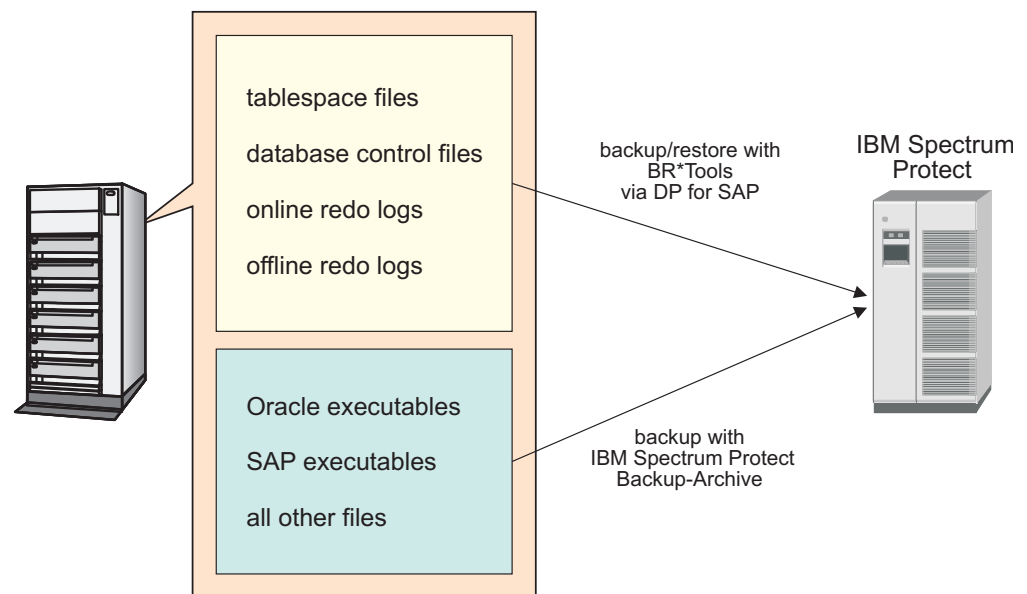 tablespace files
database control files
online redo logs
offline redo logs
Oracle executables
SAP executables
all other files
backup/restore with
BR*Tools
via DP for SAP
backup with
IBM Spectrum Protect
Backup-Archive
IBM Spectrum
Protect